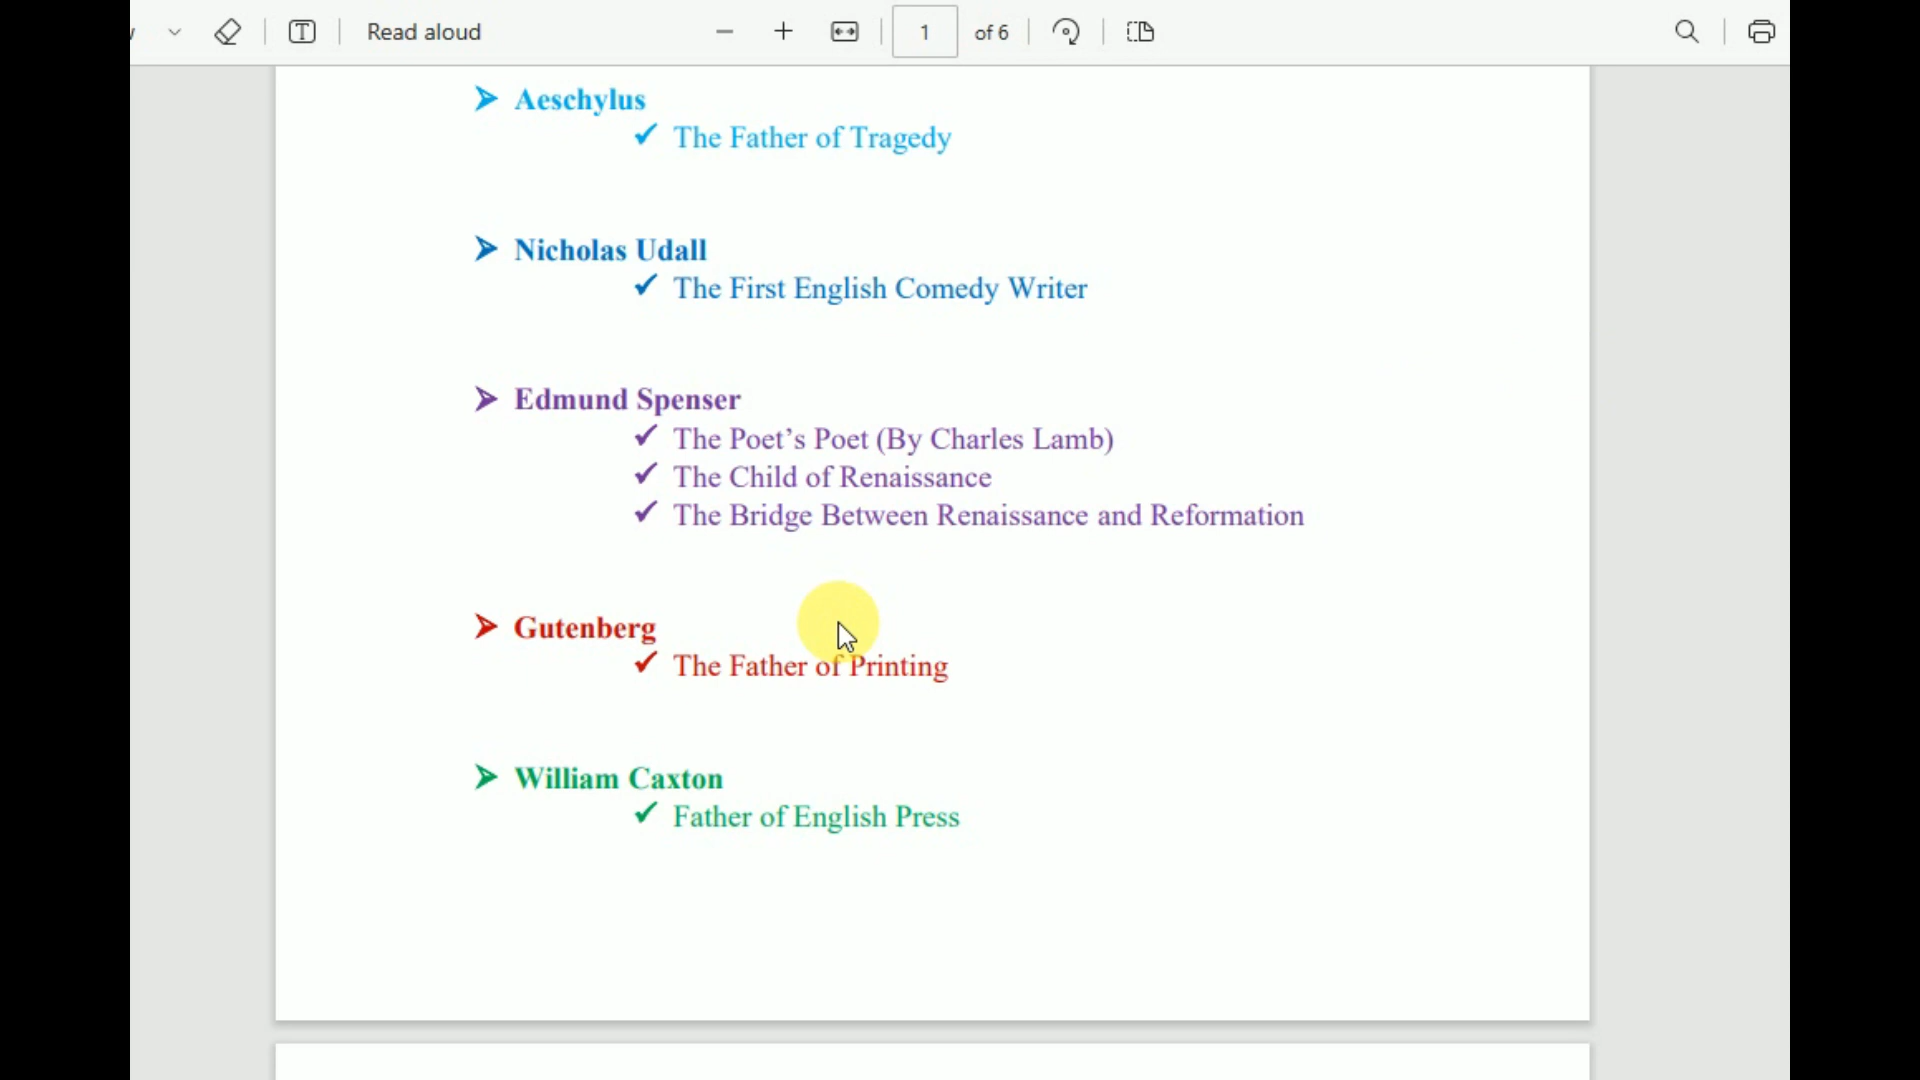 Read aloud
1 of 6
Aeschylus
The Father of Tragedy
Nicholas Udall
The First English Comedy Writer
Edmund Spenser
The Poet’s Poet (By Charles Lamb)
The Child of Renaissance
The Bridge Between Renaissance and Reformation
Gutenberg
The Father of Printing
William Caxton
Father of English Press